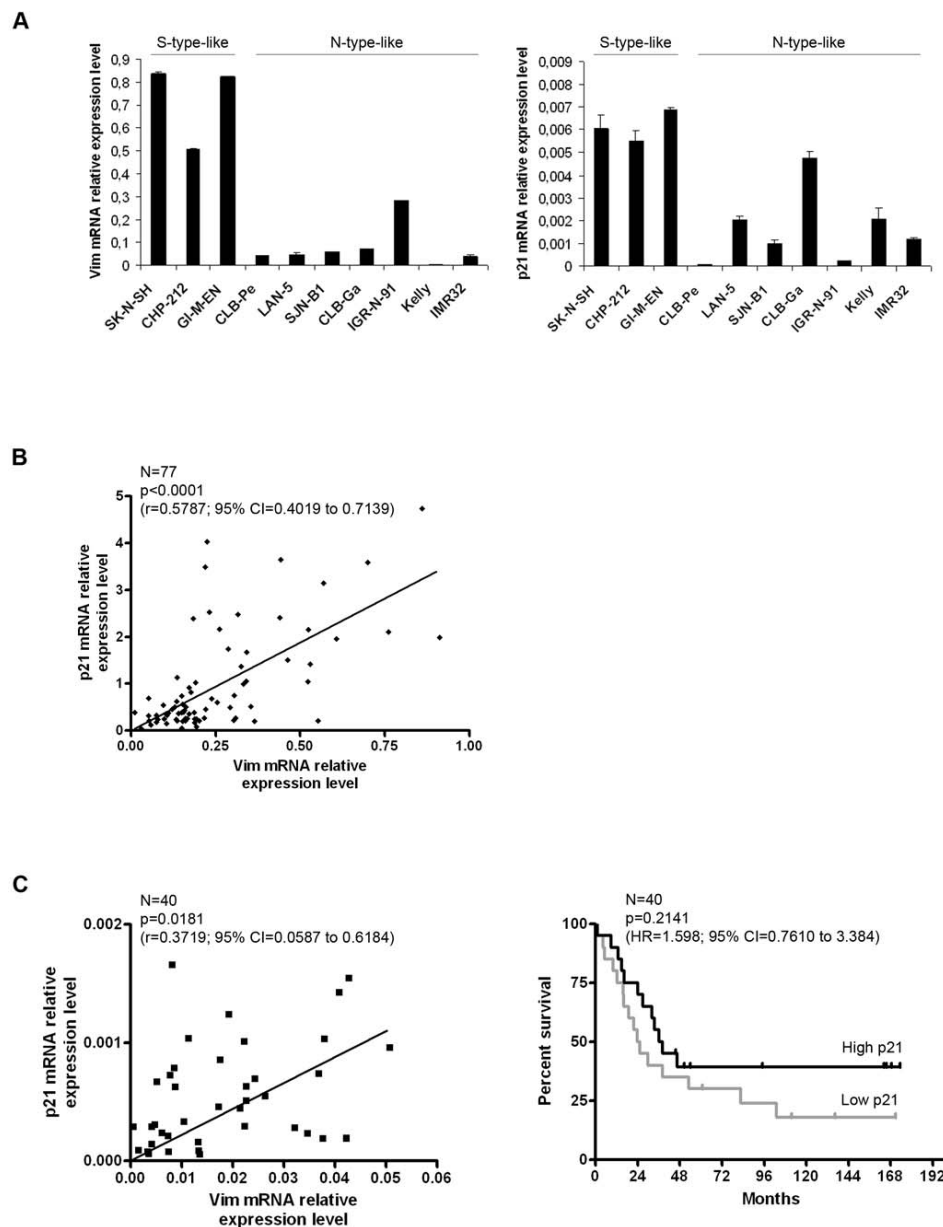 A
S-type-like
N-type-like
Vim mRNA relative expression level
0,9
0,8
0,7
0,6
0,5
0,4
0,3
0,2
0,1
0
SK-N-SH
CHP-212
GI-M-EN
CLB-Pe
LAN-5
SJN-B1
CLB-Ga
IGR-N-91
Kelly
IMR32
S-type-like
N-type-like
p21 mRNA relative expression level
0,009
0,008
0,007
0,006
0,005
0,004
0,003
0,002
0,001
0,000
SK-N-SH
CHP-212
GI-M-EN
CLB-Pe
LAN-5
SJN-B1
CLB-Ga
IGR-N-91
Kelly
IMR32
B
N=77
p<0.0001
(r=0.5787; 95% CI=0.4019 to 0.7139)
p21 mRNA relative
expression level
5
4
3
2
1
0
0.00
0.25
0.50
0.75
1.00
Vim mRNA relative
expression level
C
N=40
p=0.0181
(r=0.3719; 95% CI=0.0587 to 0.6184)
p21 mRNA relative
expression level
0.002
0.001
0.000
0.00
0.01
0.02
0.03
0.04
0.05
0.06
Vim mRNA relative
expression level
N=40
p=0.2141
(HR=1.598; 95% CI=0.7610 to 3.384)
Percent survival
100
75
50
25
0
High p21
Low p21
0
24
48
72
96
120
144
168
192
Months